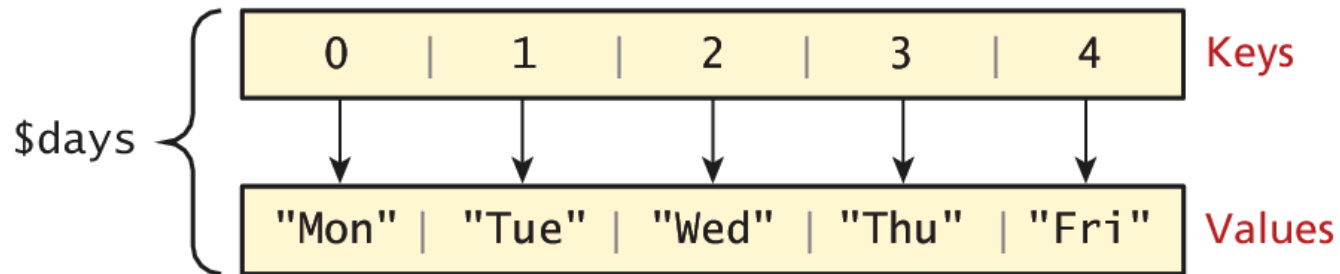 0 | 1 | 2 | 3 | 4 Keys
$days
"Mon" | "Tue" | "Wed" | "Thu" | "Fri" Values